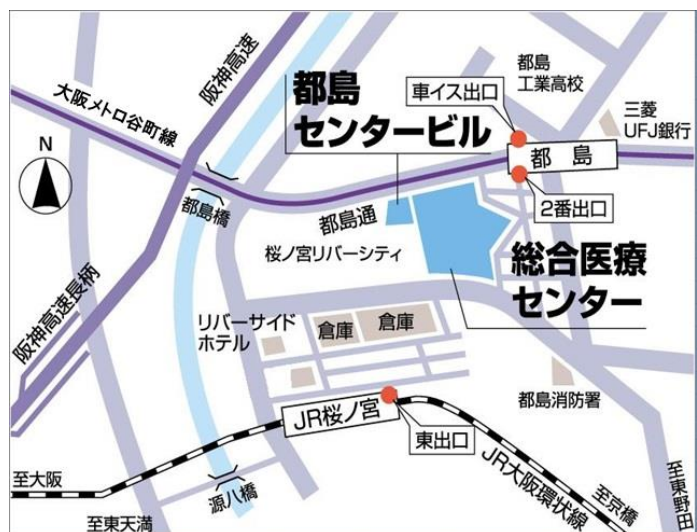 大阪メトロ谷町線
阪神高速
都島
センタービル
車イス出口
都島
工業高校
三菱
UFJ銀行
都島
2番出口
N
都島橋
都島通
桜ノ宮リバーシティ
総合医療
センター
阪神高速長柄
リバーサイド
ホテル
倉庫
倉庫
JR桜ノ宮
東出口
都島消防署
至大阪
源八橋
JR大阪環状線
至京橋
至東野田
至東天満